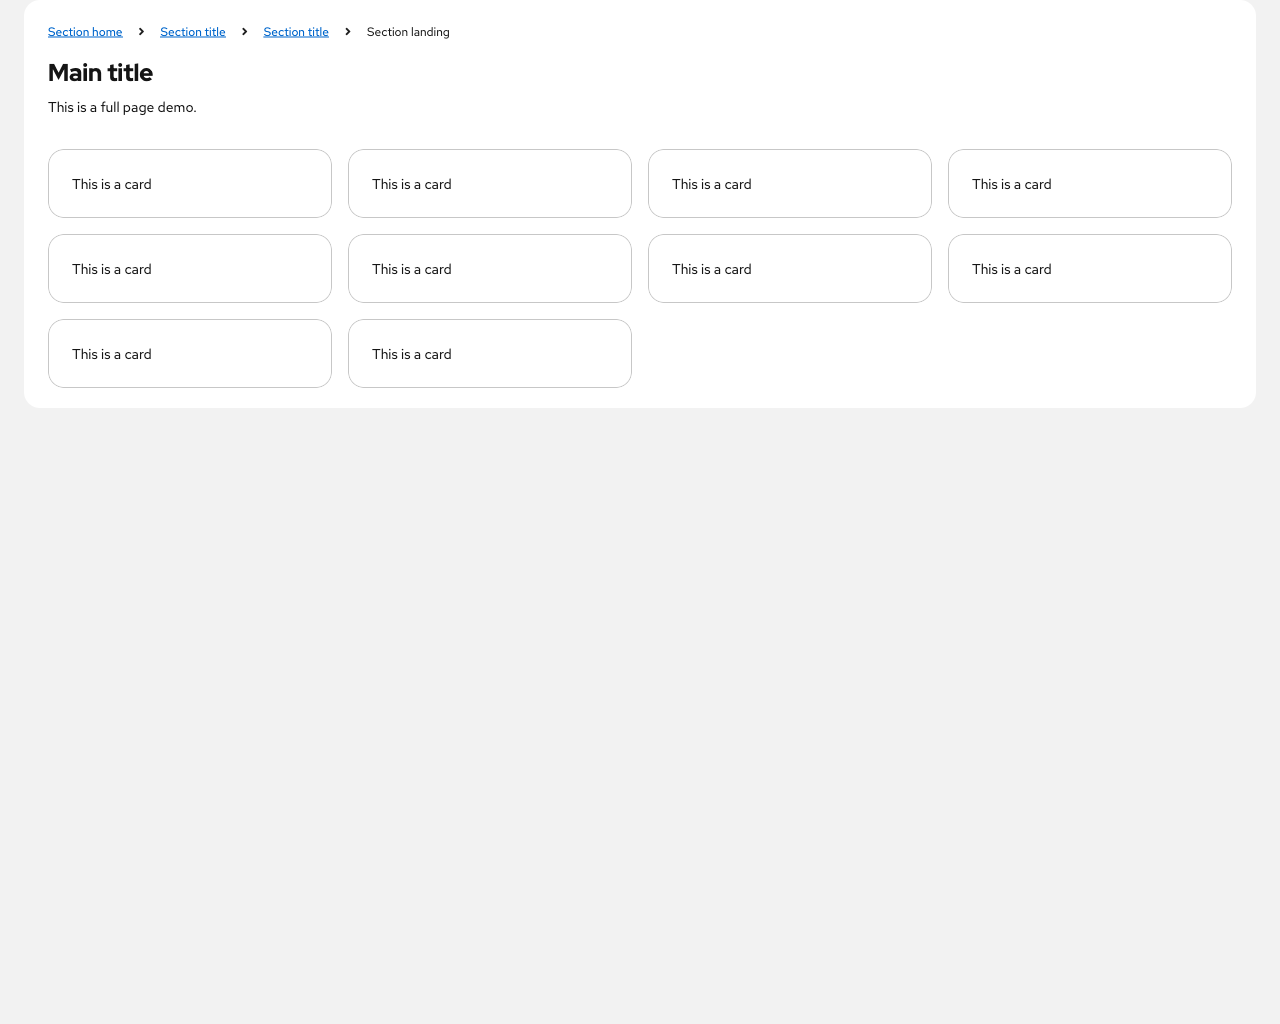 Section home Section title Section title Section landing
Main title
This is a full page demo.
This is a card This is a card This is a card This is a card
This is a card This is a card This is a card This is a card
This is a card This is a card